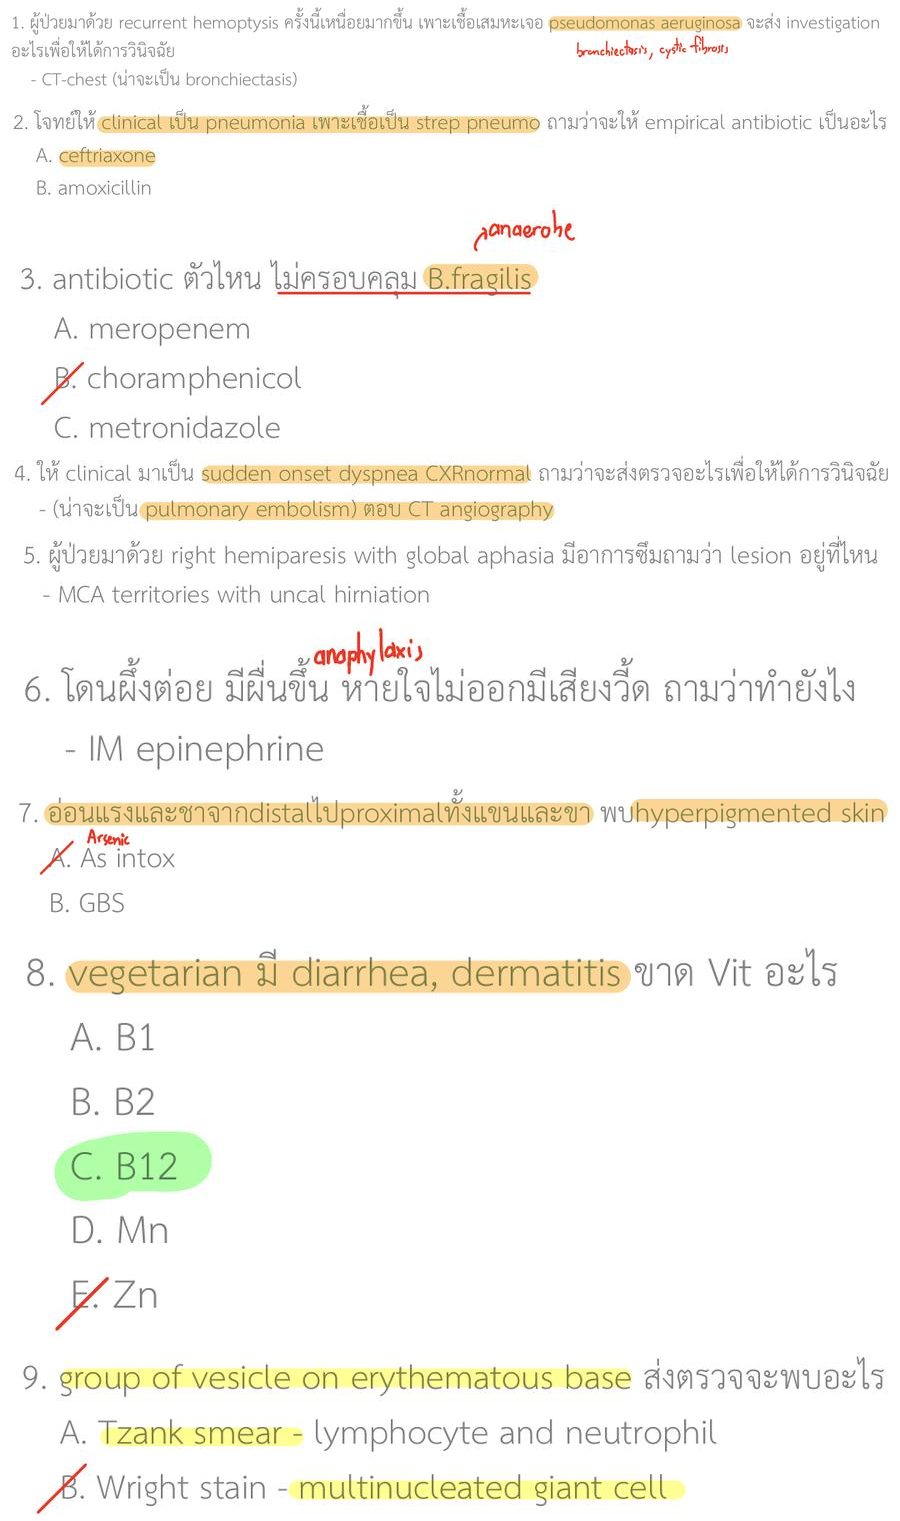 1. ผู้ป่วยมาด้วย recurrent hemoptysis ครั้งนี้เหนื่อยมากขึ้น เพาะเชื้อเสมหะเจอ pseudomonas aeruginosa จะส่ง investigation
อะไรเพื่อให้ได้การวินิจฉัย
bronchiectasis, cystic fibrosis
- CT-chest (น่าจะเป็น bronchiectasis)
2. โจทย์ให้ clinical เป็น pneumonia เพาะเชื้อเป็น strep pneumo ถามว่าจะให้ empirical antibiotic เป็นอะไร
A. ceftriaxone
B. amoxicillin
anaerobe
3. antibiotic ตัวไหน ไม่ครอบคลุม B.fragilis
A. meropenem
B. choramphenicol
C. metronidazole
4. ให้ clinical มาเป็น sudden onset dyspnea CXRnormal ถามว่าจะส่งตรวจอะไรเพื่อให้ได้การวินิจฉัย
- (น่าจะเป็น pulmonary embolism) ตอบ CT angiography
5. ผู้ป่วยมาด้วย right hemiparesis with global aphasia มีอาการซึมถามว่า lesion อยู่ที่ไหน
- MCA territories with uncal hirniation
anaphylaxis
6. โดนผึ้งต่อย มีผื่นขึ้น หายใจไม่ออกมีเสียงวี้ด ถามว่าทำยังไง
- IM epinephrine
7. อ่อนแรงและชาจากdistalไปproximalทั้งแขนและขา พบhyperpigmented skin
Arsenic
A. As intox
B. GBS
8. vegetarian มี diarrhea, dermatitis ขาด Vit อะไร
A. B1
B. B2
C. B12
D. Mn
E. Zn
9. group of vesicle on erythematous base ส่งตรวจจะพบอะไร
A. Tzank smear - lymphocyte and neutrophil
B. Wright stain - multinucleated giant cell